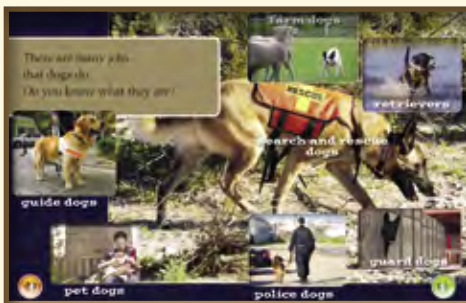 There are many jobs
that dogs do.
Do you know what they are?
farm dogs
retrievers
RESCUE
search and rescue
dogs
guide dogs
guard dogs
pet dogs
police dogs